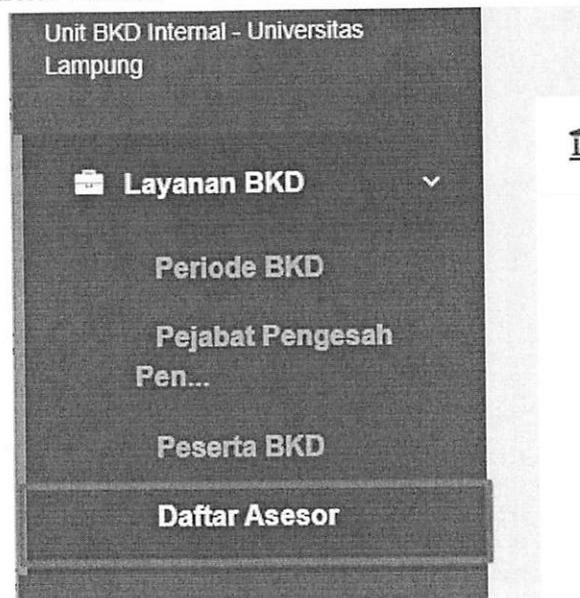 Unit BKD Internal - Universitas
Lampung
Layanan BKD
Periode BKD
Pejabat Pengesah
Pen...
Peserta BKD
Daftar Asesor